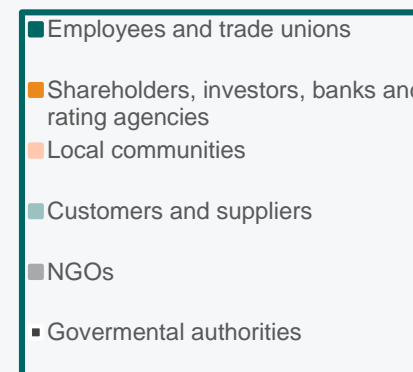 Employees and trade unions
Shareholders, investors, banks and
rating agencies
Local communities
Customers and suppliers
NGOs
Govermental authorities